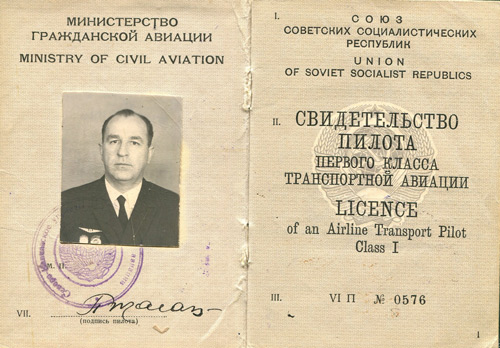 МИНИСТЕРСТВО
ГРАЖДАНСКОЙ АВИАЦИИ
MINISTRY OF CIVIL AVIATION
М. П.
VII.
(подпись пилота)
I.
СОЮЗ
СОВЕТСКИХ СОЦИАЛИСТИЧЕСКИХ
РЕСПУБЛИК
UNION
OF SOVIET SOCIALIST REPUBLICS
II. СВИДЕТЕЛЬСТВО
ПИЛОТА
ПЕРВОГО КЛАССА
ТРАНСПОРТНОЙ АВИАЦИИ
LICENCE
of an Airline Transport Pilot
Class I
III. VI П № 0576
1